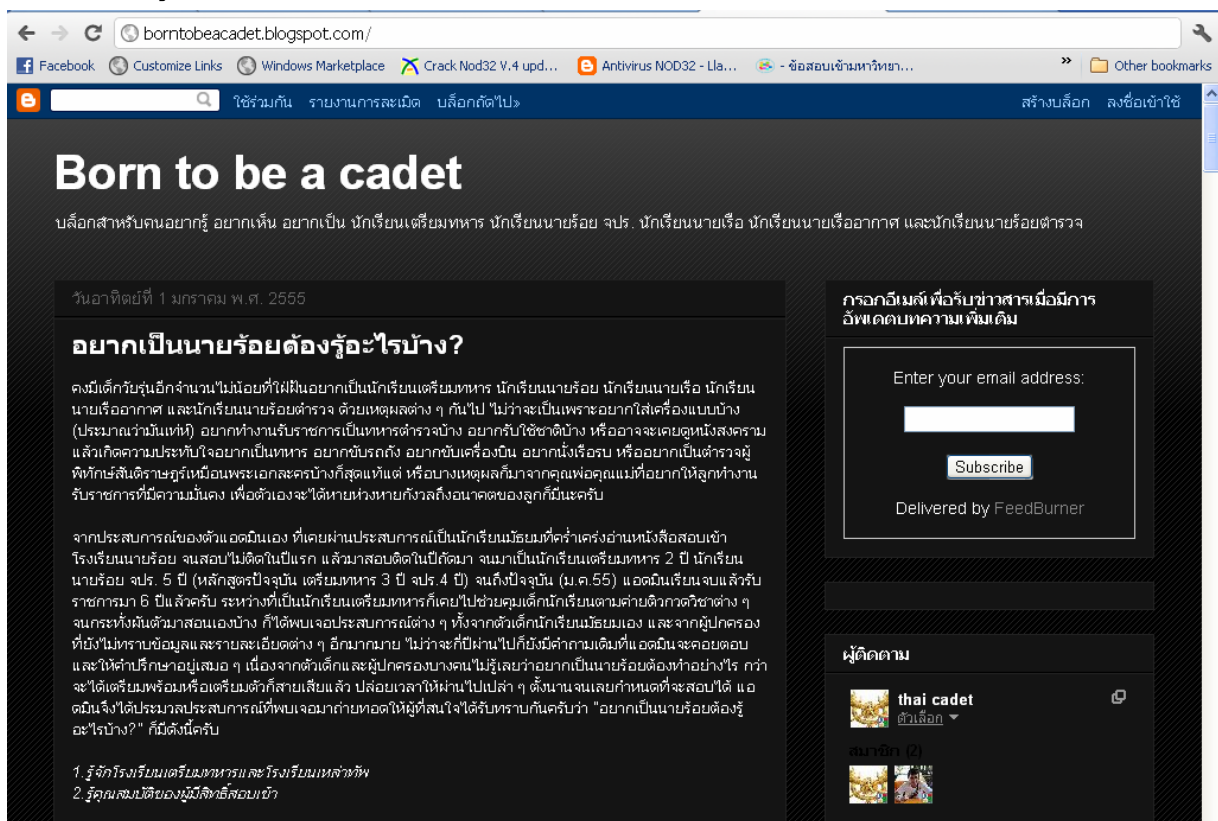 borntobeacadet.blogspot.com/
Facebook Customize Links Windows Marketplace Crack Nod32 V.4 upd... Antivirus NOD32 - Lla... - ข้อสอบเข้ามหาวิทยา... » Other bookmarks
ใช้ร่วมกัน รายงานการละเมิด บล็อกถัดไป» สร้างบล็อก ลงชื่อเข้าใช้
Born to be a cadet
บล็อกสำหรับคนอยากรู้ อยากเห็น อยากเป็น นักเรียนเตรียมทหาร นักเรียนนายร้อย จปร. นักเรียนนายเรือ นักเรียนนายเรืออากาศ และนักเรียนนายร้อยตำรวจ
วันอาทิตย์ที่ 1 มกราคม พ.ศ. 2555
อยากเป็นนายร้อยต้องรู้อะไรบ้าง?
คงมีเด็กวัยรุ่นอีกจำนวนไม่น้อยที่ใฝ่ฝันอยากเป็นนักเรียนเตรียมทหาร นักเรียนนายร้อย นักเรียนนายเรือ นักเรียน
นายเรืออากาศ และนักเรียนนายร้อยตำรวจ ด้วยเหตุผลต่าง ๆ กันไป ไม่ว่าจะเป็นเพราะอยากใส่เครื่องแบบบ้าง
(ประมาณว่ามันเท่ห์) อยากทำงานรับราชการเป็นทหารตำรวจบ้าง อยากรับใช้ชาติบ้าง หรืออาจจะเคยดูหนังสงคราม
แล้วเกิดความประทับใจอยากเป็นทหาร อยากขับรถถัง อยากขับเครื่องบิน อยากนั่งเรือรบ หรืออยากเป็นตำรวจผู้
พิทักษ์สันติราษฎร์เหมือนพระเอกละครบ้างก็สุดแท้แต่ หรือบางเหตุผลก็มาจากคุณพ่อคุณแม่ที่อยากให้ลูกทำงาน
รับราชการที่มีความมั่นคง เพื่อตัวเองจะได้หายห่วงหายกังวลถึงอนาคตของลูกก็มีนะครับ
จากประสบการณ์ของตัวแอดมินเอง ที่เคยผ่านประสบการณ์เป็นนักเรียนมัธยมที่คร่ำเคร่งอ่านหนังสือสอบเข้า
โรงเรียนนายร้อย จนสอบไม่ติดในปีแรก แล้วมาสอบติดในปีถัดมา จนมาเป็นนักเรียนเตรียมทหาร 2 ปี นักเรียน
นายร้อย จปร. 5 ปี (หลักสูตรปัจจุบัน เตรียมทหาร 3 ปี จปร.4 ปี) จนถึงปัจจุบัน (ม.ค.55) แอดมินเรียนจบแล้วรับ
ราชการมา 6 ปีแล้วครับ ระหว่างที่เป็นนักเรียนเตรียมทหารก็เคยไปช่วยคุมเด็กนักเรียนตามค่ายติวกวดวิชาต่าง ๆ
จนกระทั่งผันตัวมาสอนเองบ้าง ก็ได้พบเจอประสบการณ์ต่าง ๆ ทั้งจากตัวเด็กนักเรียนมัธยมเอง และจากผู้ปกครอง
ที่ยังไม่ทราบข้อมูลและรายละเอียดต่าง ๆ อีกมากมาย ไม่ว่าจะกี่ปีผ่านไปก็ยังมีคำถามเดิมที่แอดมินจะคอยตอบ
และให้คำปรึกษาอยู่เสมอ ๆ เนื่องจากตัวเด็กและผู้ปกครองบางคนไม่รู้เลยว่าอยากเป็นนายร้อยต้องทำอย่างไร กว่า
จะได้เตรียมพร้อมหรือเตรียมตัวก็สายเสียแล้ว ปล่อยเวลาให้ผ่านไปเปล่า ๆ ตั้งนานจนเลยกำหนดที่จะสอบได้ แอ
ดมินจึงได้ประมวลประสบการณ์ที่พบเจอมาถ่ายทอดให้ผู้ที่สนใจได้รับทราบกันครับว่า "อยากเป็นนายร้อยต้องรู้
อะไรบ้าง?" ก็มีดังนี้ครับ
1.รู้จักโรงเรียนเตรียมทหารและโรงเรียนเหล่าทัพ
2.รู้คุณสมบัติของผู้มีสิทธิ์สอบเข้า
กรอกอีเมล์เพื่อรับข่าวสารเมื่อมีการ
อัพเดตบทความเพิ่มเติม
Enter your email address:
Subscribe
Delivered by FeedBurner
ผู้ติดตาม
thai cadet
ตัวเลือก
สมาชิก (2)